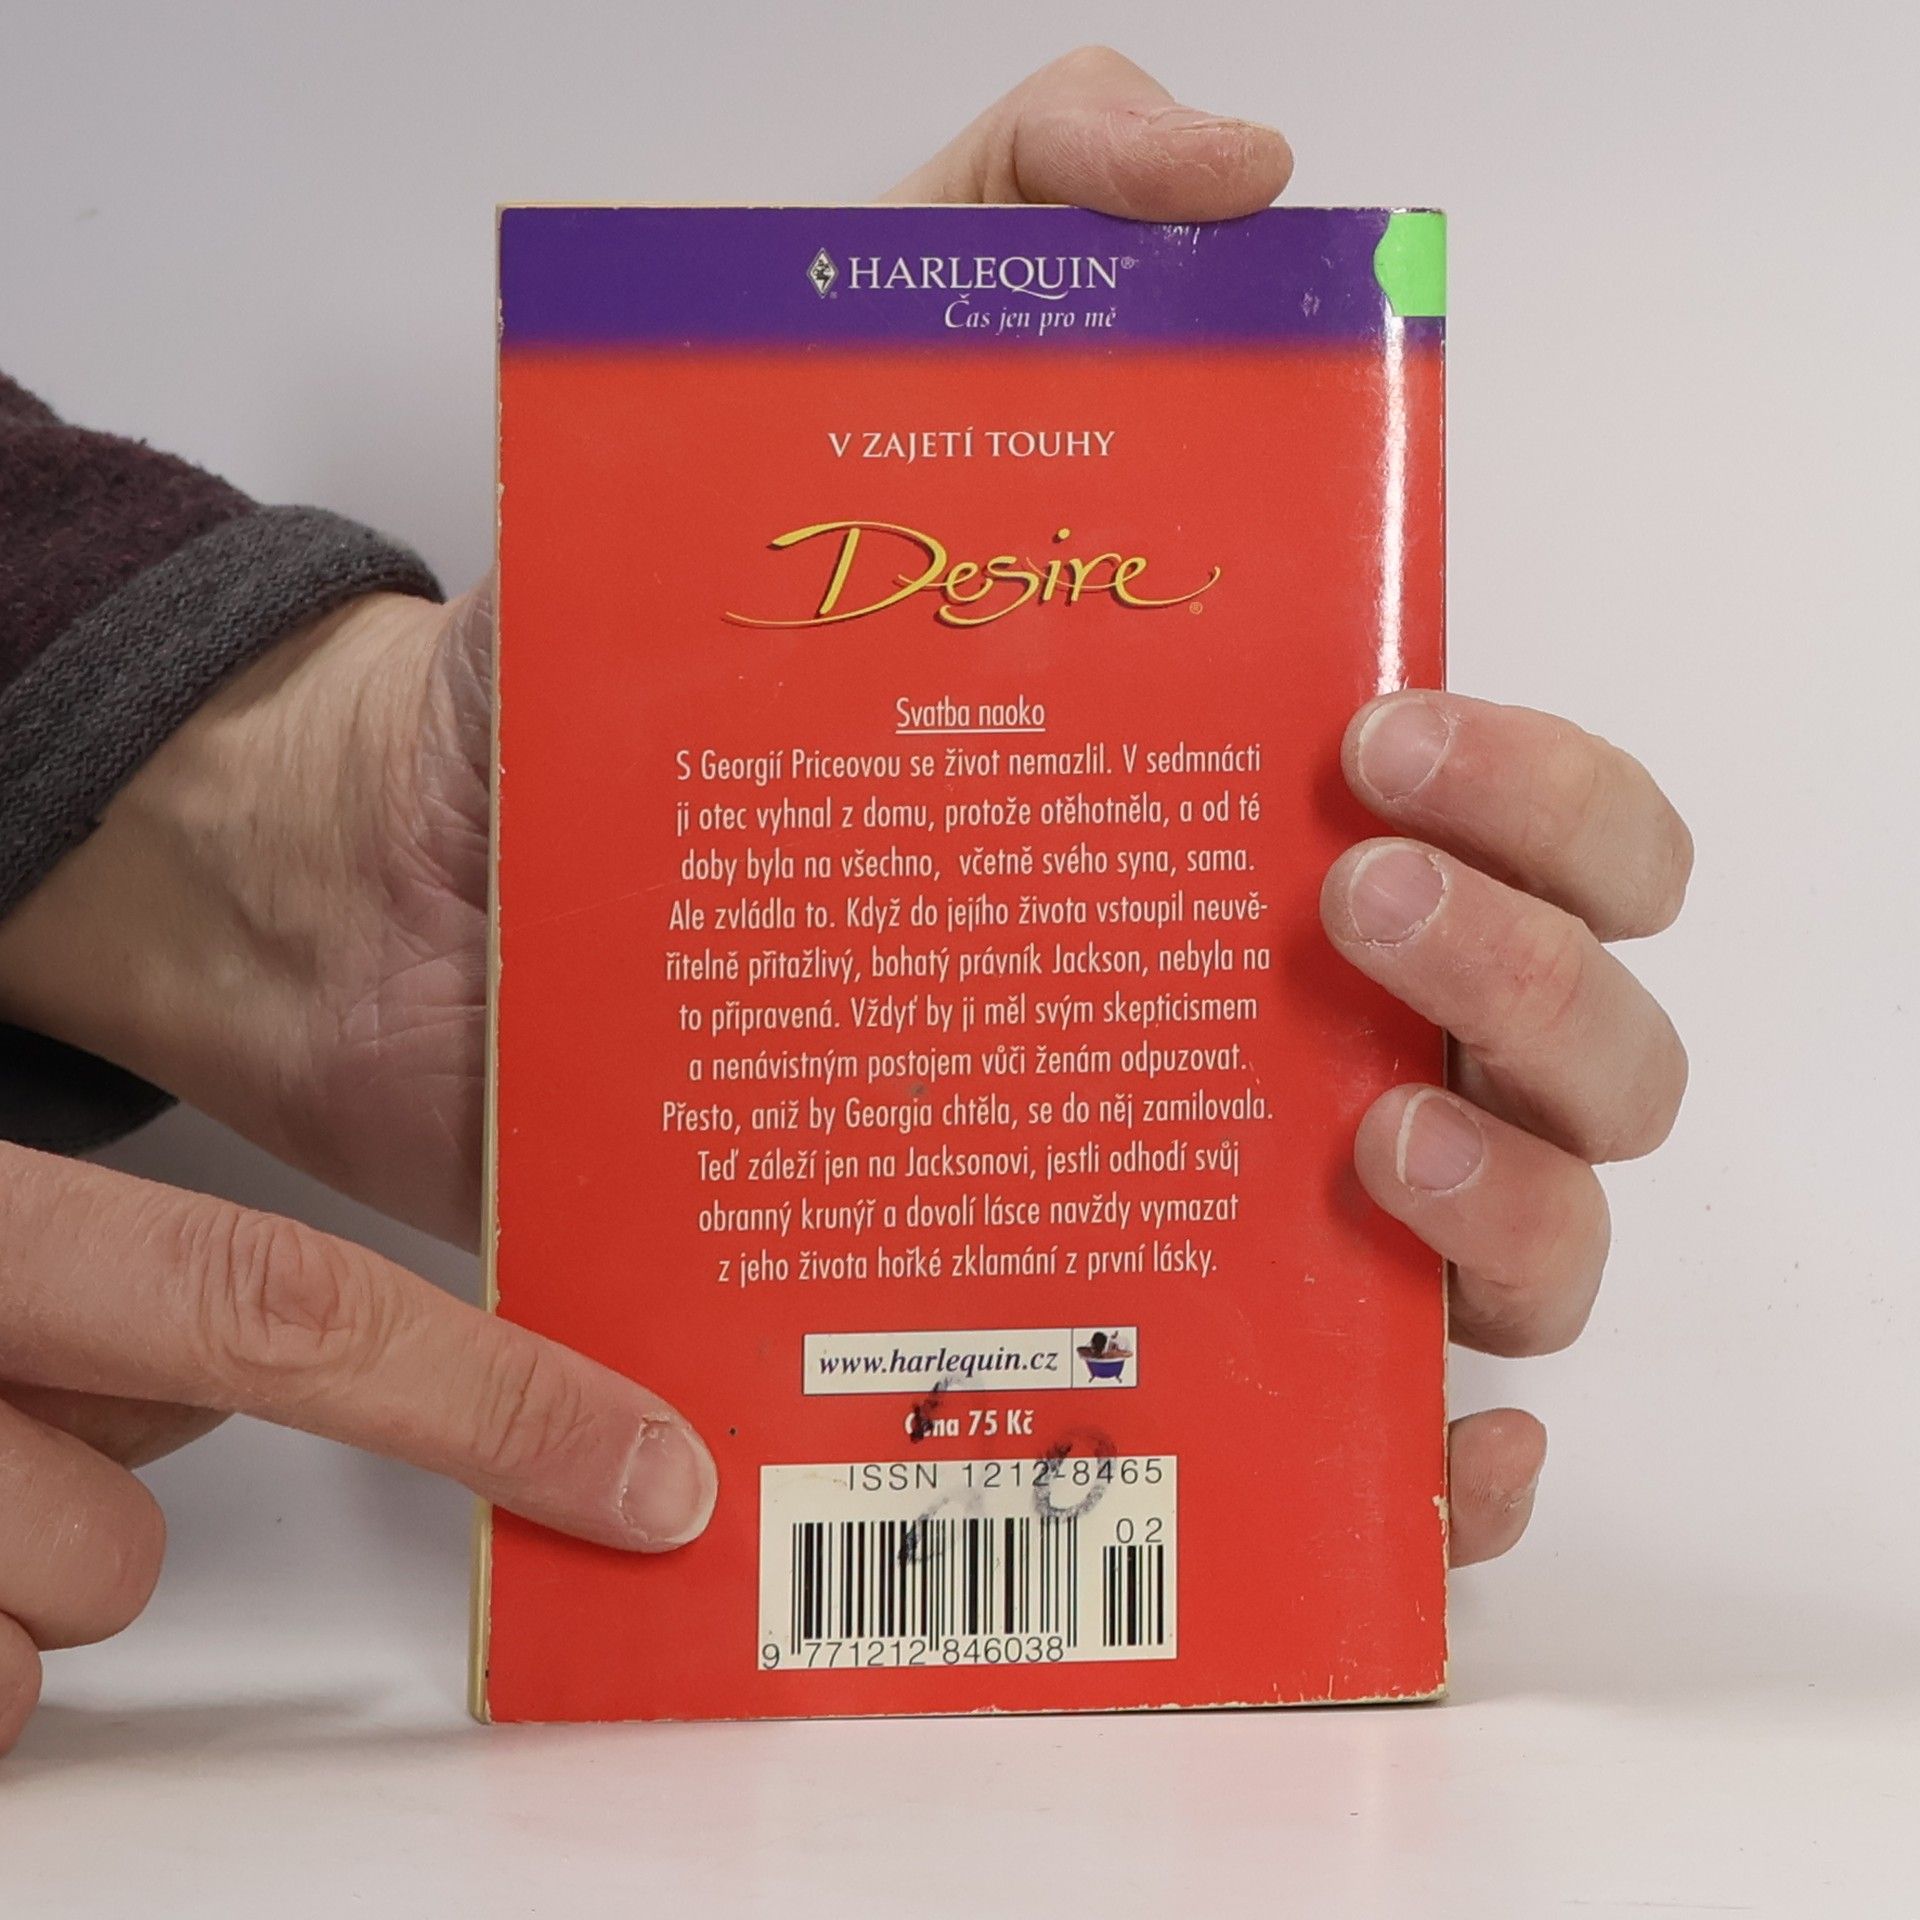 HARLEQUIN®
Čas jen pro mě
V ZAJETÍ TOUHY
Desire®
Svatba naoko
S Georgií Priceovou se život nemazlil. V sedmnácti
ji otec vyhnal z domu, protože otěhotněla, a od té
doby byla na všechno, včetně svého syna, sama.
Ale zvládla to. Když do jejího života vstoupil neuvě-
řitelně přitažlivý, bohatý právník Jackson, nebyla na
to připravená. Vždyť by ji měl svým skepticismem
a nenávistným postojem vůči ženám odpuzovat.
Přesto, aniž by Georgia chtěla, se do něj zamilovala.
Teď záleží jen na Jacksonovi, jestli odhodí svůj
obranný krunýř a dovolí lásce navždy vymazat
z jeho života hořké zklamání z první lásky.
www.harlequin.cz
Cena 75 Kč
ISSN 1212-8465
02
9 771212 846038